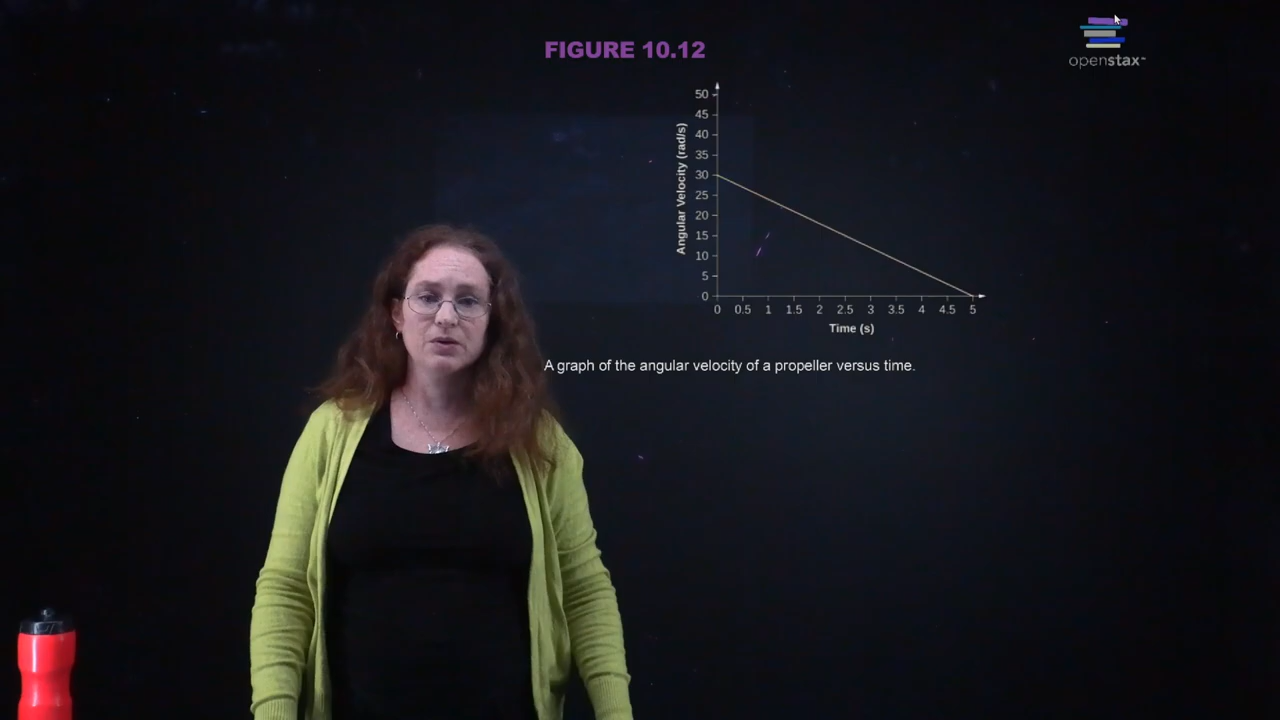 FIGURE 10.12
openstax™
50
45
40
35
30
25
20
15
10
5
0
Angular Velocity (rad/s)
0 0.5 1 1.5 2 2.5 3 3.5 4 4.5 5
Time (s)
A graph of the angular velocity of a propeller versus time.